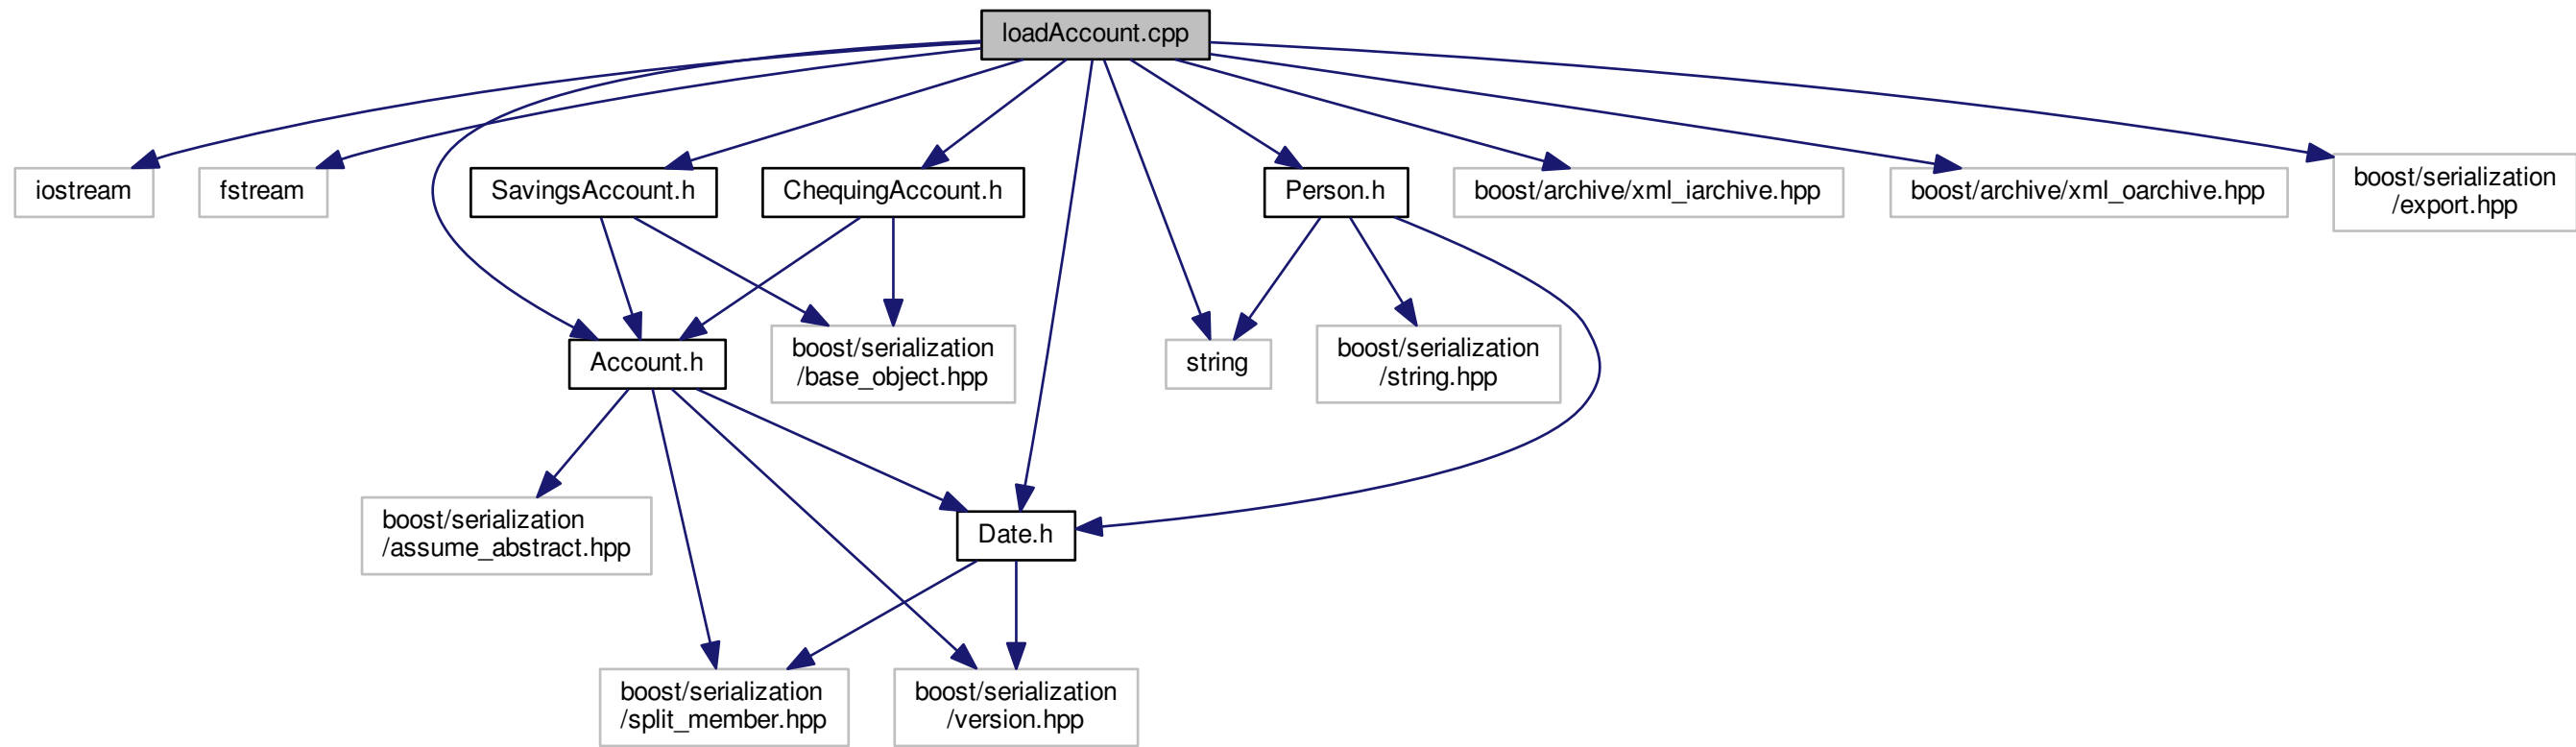 loadAccount.cpp
iostream
fstream
SavingsAccount.h
ChequingAccount.h
Person.h
boost/archive/xml_iarchive.hpp
boost/archive/xml_oarchive.hpp
boost/serialization
/export.hpp
Account.h
boost/serialization
/base_object.hpp
string
boost/serialization
/string.hpp
boost/serialization
/assume_abstract.hpp
Date.h
boost/serialization
/split_member.hpp
boost/serialization
/version.hpp